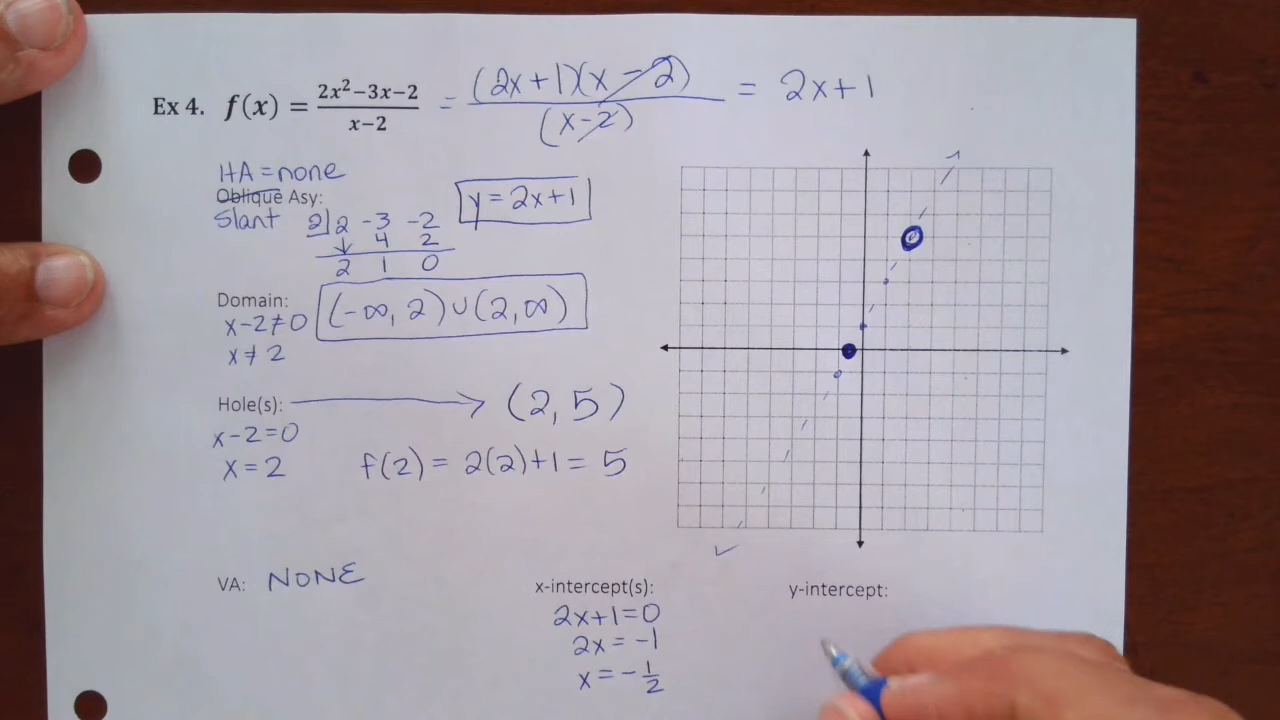 Ex 4. f(x) = (2x²−3x−2)/(x−2) = (2x+1)(x−2)/(x−2) = 2x+1
HA = none
Oblique Asy:
Slant
2| 2 -3 -2
↓ 4 2
2 1 0
y = 2x+1
Domain: (-∞, 2) ∪ (2, ∞)
x-2≠0
x≠2
Hole(s): → (2, 5)
x-2=0
x=2
f(2) = 2(2)+1 = 5
VA: NONE
x-intercept(s):
2x+1=0
2x = -1
x = -1/2
y-intercept: